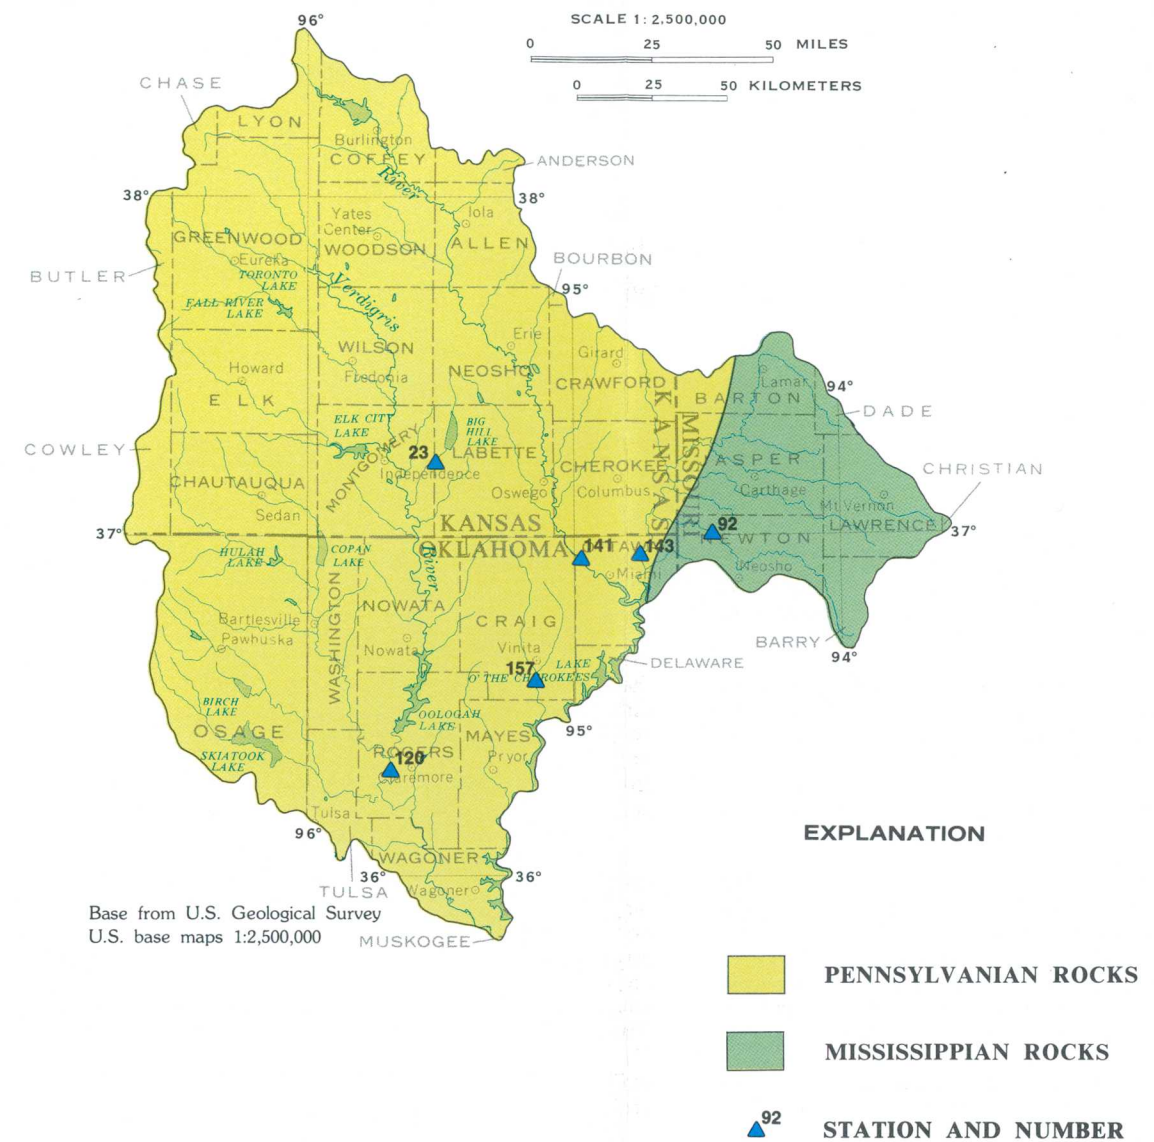 96°
SCALE 1: 2,500,000
0 25 50 MILES
0 25 50 KILOMETERS
CHASE
LYON
Burlington
COFFEY
ANDERSON
River
38°
38°
Yates
Center
Iola
GREENWOOD
WOODSON
ALLEN
Eureka
BOURBON
BUTLER
TORONTO
LAKE
Verdigris
95°
FALL RIVER
LAKE
Erie
WILSON
Girard
Howard
Fredonia
NEOSHO
CRAWFORD
Lamar
94°
ELK
BARTON
DADE
ELK CITY
LAKE
BIG
HILL
LAKE
KANSAS
MISSOURI
COWLEY
MONTGOMERY
23
LABETTE
JASPER
CHRISTIAN
Independence
CHEROKEE
CHAUTAUQUA
Oswego
Columbus
Carthage
Mt Vernon
Sedan
LAWRENCE
37°
KANSAS
92
37°
OKLAHOMA
141
OTTAWA
143
NEWTON
HULAH
LAKE
COPAN
LAKE
River
Miami
Neosho
WASHINGTON
NOWATA
Bartlesville
CRAIG
Pawhuska
Nowata
Vinita
BARRY
94°
157
LAKE
O' THE CHEROKEES
DELAWARE
BIRCH
LAKE
OOLOGAH
LAKE
OSAGE
MAYES
95°
SKIATOOK
LAKE
ROGERS
120
Pryor
Claremore
Tulsa
96°
WAGONER
36°
36°
TULSA
Wagoner
MUSKOGEE
Base from U.S. Geological Survey
U.S. base maps 1:2,500,000
EXPLANATION
PENNSYLVANIAN ROCKS
MISSISSIPPIAN ROCKS
92
STATION AND NUMBER